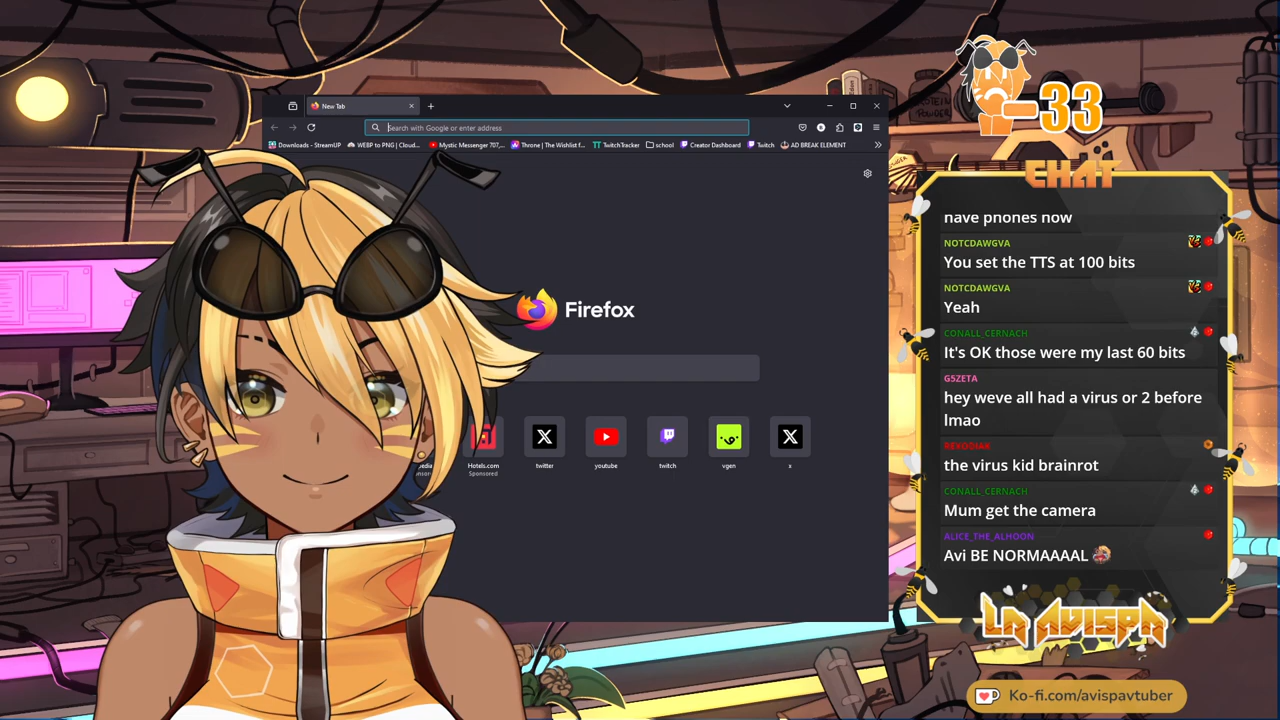 New Tab
Search with Google or enter address
Downloads - StreamUP
WEBP to PNG | Cloud...
Mystic Messenger 707,...
Throne | The Wishlist f...
TwitchTracker
school
Creator Dashboard
Twitch
AD BREAK ELEMENT
Firefox
Hotels.com
Sponsored
twitter
youtube
twitch
vgen
x
PROTEIN
POWDER
-33
CHAT
have phones now
NOTCDAWGVA
You set the TTS at 100 bits
NOTCDAWGVA
Yeah
CONALL_CERNACH
It's OK those were my last 60 bits
G5ZETA
hey weve all had a virus or 2 before
lmao
REVODIAK
the virus kid brainrot
CONALL_CERNACH
Mum get the camera
ALICE_THE_ALHOON
Avi BE NORMAAAAL
LA AVISPA
Ko-fi.com/avispavtuber